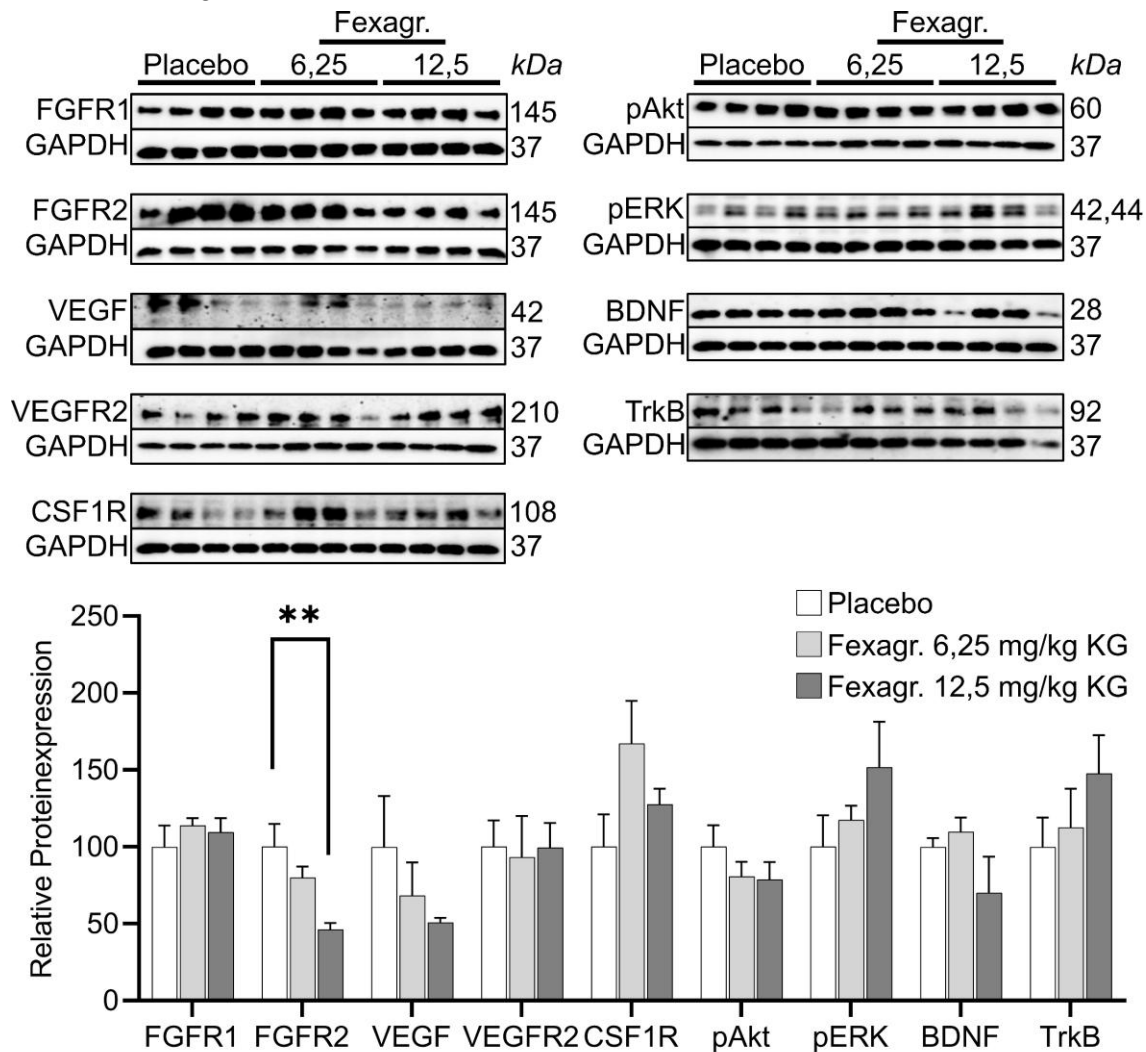 Fexagr.
Placebo 6,25 12,5 kDa
FGFR1 145
GAPDH 37
FGFR2 145
GAPDH 37
VEGF 42
GAPDH 37
VEGFR2 210
GAPDH 37
CSF1R 108
GAPDH 37
Fexagr.
Placebo 6,25 12,5 kDa
pAkt 60
GAPDH 37
pERK 42,44
GAPDH 37
BDNF 28
GAPDH 37
TrkB 92
GAPDH 37
Relative Proteinexpression
250
200
150
100
50
0
**
Placebo
Fexagr. 6,25 mg/kg KG
Fexagr. 12,5 mg/kg KG
FGFR1 FGFR2 VEGF VEGFR2 CSF1R pAkt pERK BDNF TrkB